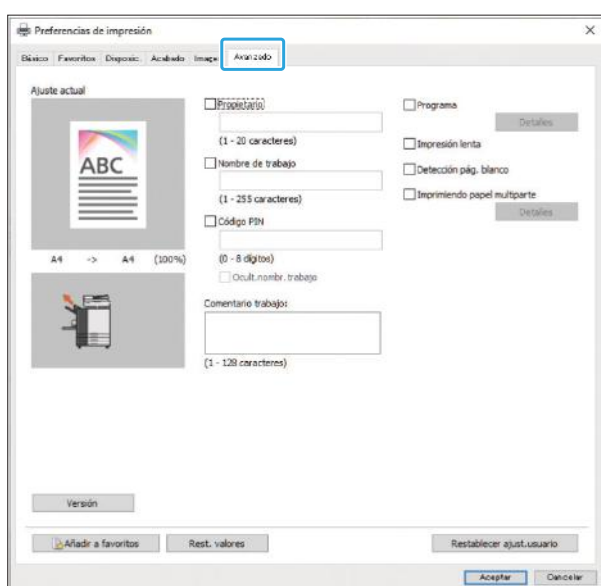 Preferencias de impresión
Básico Favoritos Disposic. Acabado Imagen Avanzado
Ajuste actual
ABC
A4 -> A4 (100%)
Propietario
(1 - 20 caracteres)
Nombre de trabajo
(1 - 255 caracteres)
Código PIN
(0 - 8 dígitos)
Ocult.nombr.trabajo
Comentario trabajo:
(1 - 128 caracteres)
Programa
Detalles
Impresión lenta
Detección pág. blanco
Imprimiendo papel multiparte
Detalles
Versión
Añadir a favoritos
Rest. valores
Restablecer ajust.usuario
Aceptar
Cancelar